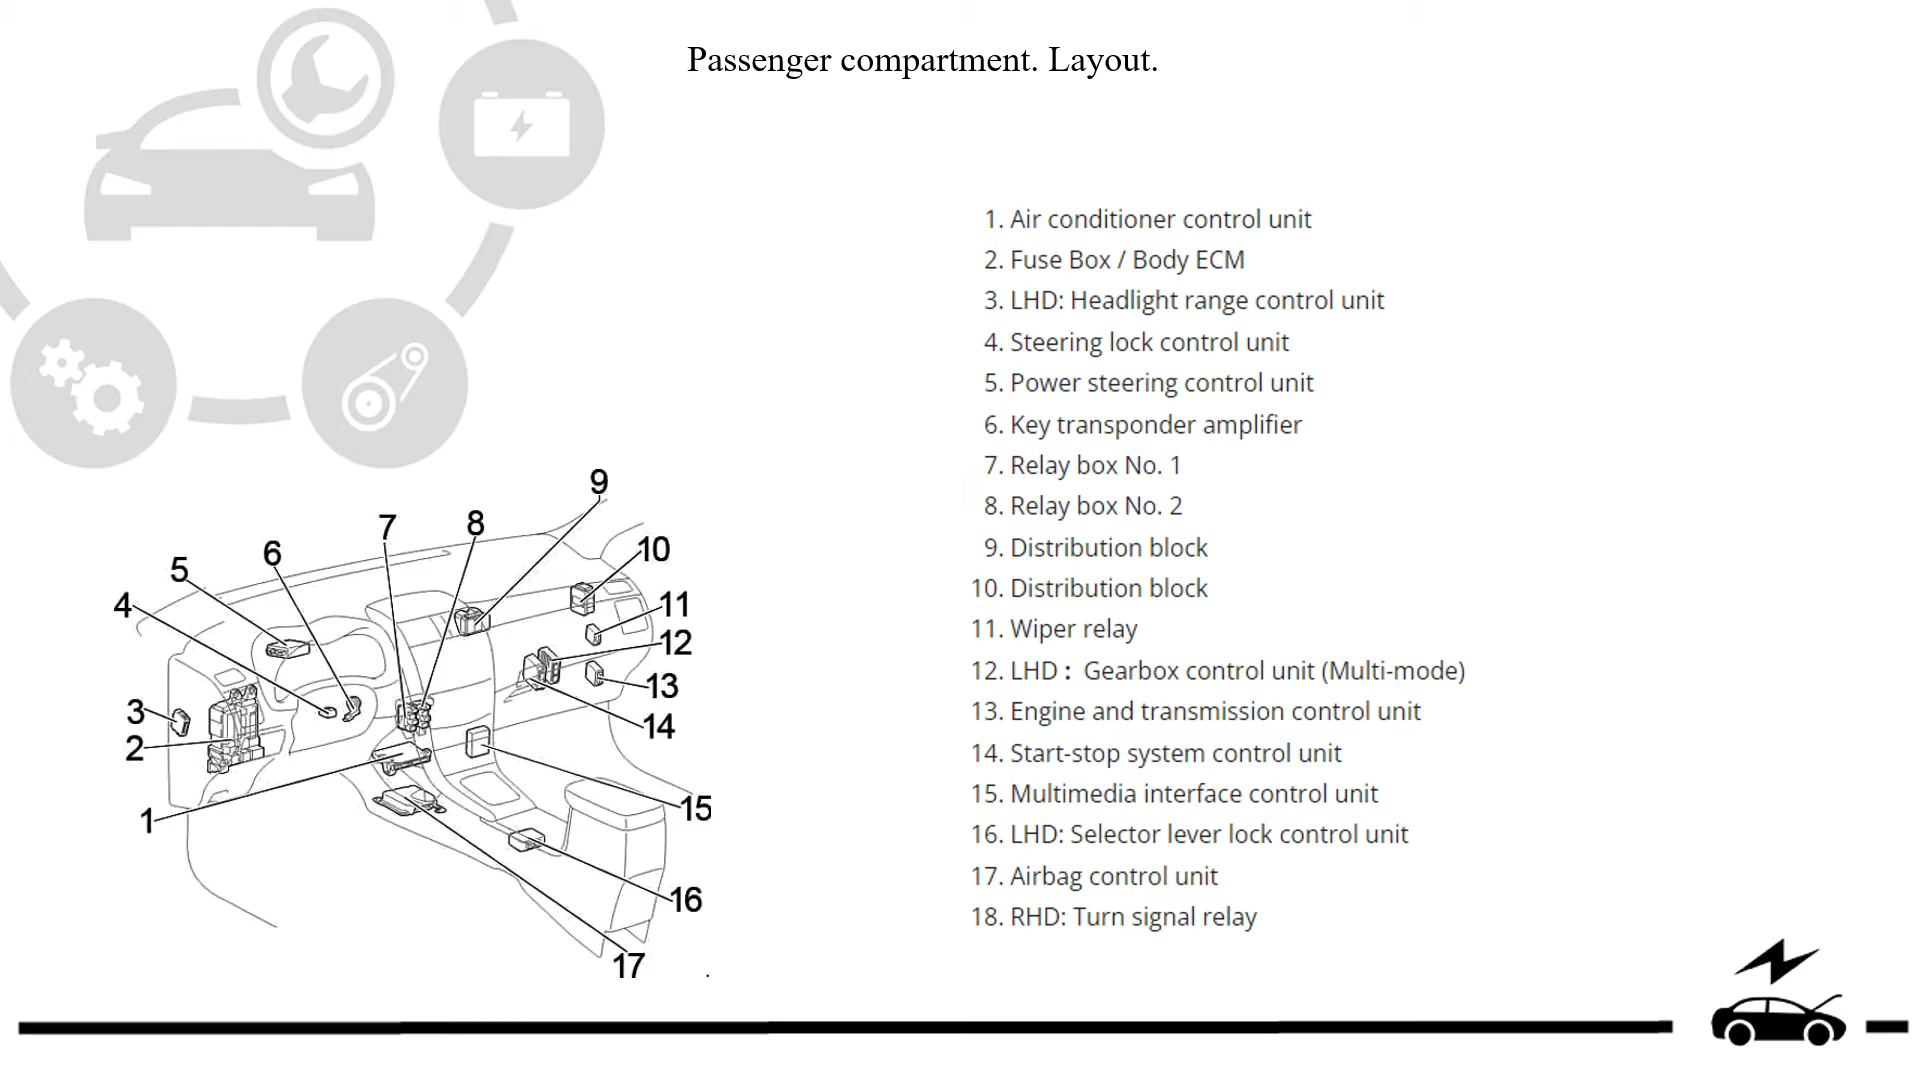 Passenger compartment. Layout.
1. Air conditioner control unit
2. Fuse Box / Body ECM
3. LHD: Headlight range control unit
4. Steering lock control unit
5. Power steering control unit
6. Key transponder amplifier
7. Relay box No. 1
8. Relay box No. 2
9. Distribution block
10. Distribution block
11. Wiper relay
12. LHD : Gearbox control unit (Multi-mode)
13. Engine and transmission control unit
14. Start-stop system control unit
15. Multimedia interface control unit
16. LHD: Selector lever lock control unit
17. Airbag control unit
18. RHD: Turn signal relay
9
7
8
6
10
5
4
11
12
13
3
14
2
15
1
16
17